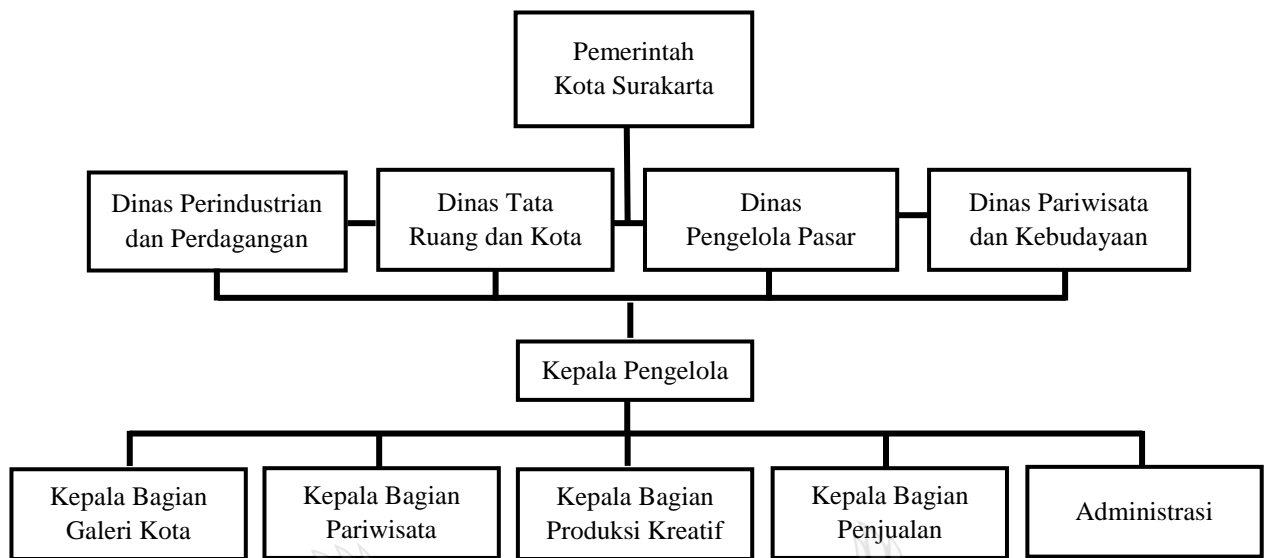 Pemerintah
Kota Surakarta
Dinas Perindustrian
dan Perdagangan
Dinas Tata
Ruang dan Kota
Dinas
Pengelola Pasar
Dinas Pariwisata
dan Kebudayaan
Kepala Pengelola
Kepala Bagian
Galeri Kota
Kepala Bagian
Pariwisata
Kepala Bagian
Produksi Kreatif
Kepala Bagian
Penjualan
Administrasi